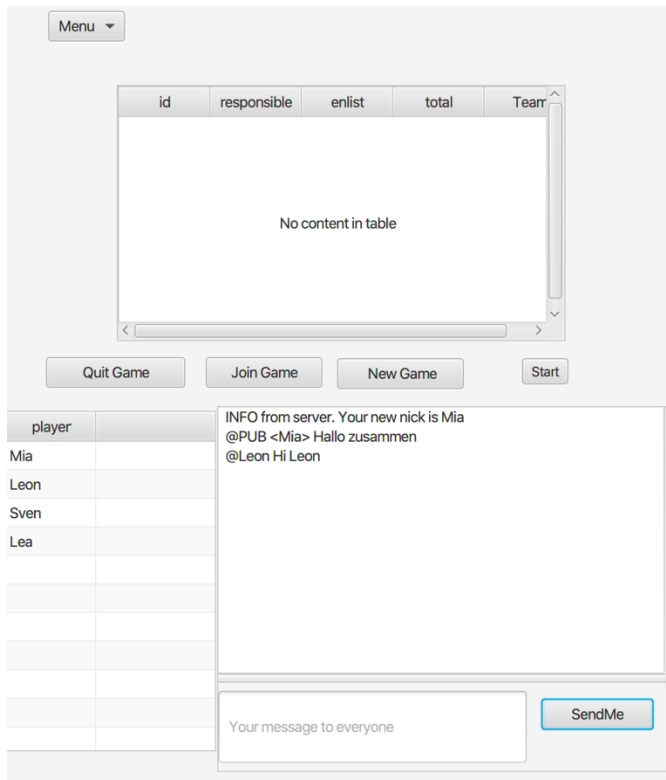 Menu
id responsible enlist total Team
No content in table
Quit Game Join Game New Game Start
player
Mia
Leon
Sven
Lea
INFO from server. Your new nick is Mia
@PUB <Mia> Hallo zusammen
@Leon Hi Leon
Your message to everyone
SendMe